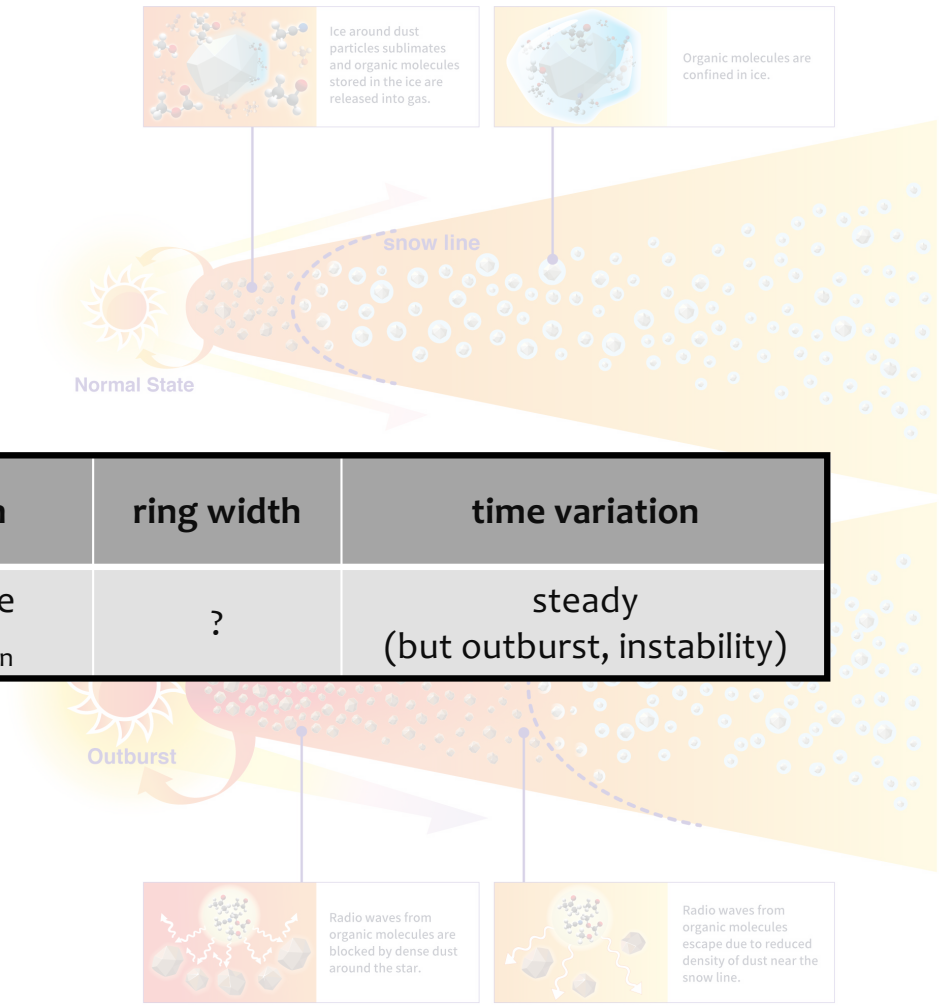 Ice around dust
particles sublimates
and organic molecules
stored in the ice are
released into gas.
Organic molecules are
confined in ice.
snow line
Normal State
n ring width time variation
e
n
?
steady
(but outburst, instability)
Outburst
Radio waves from
organic molecules are
blocked by dense dust
around the star.
Radio waves from
organic molecules
escape due to reduced
density of dust near the
snow line.